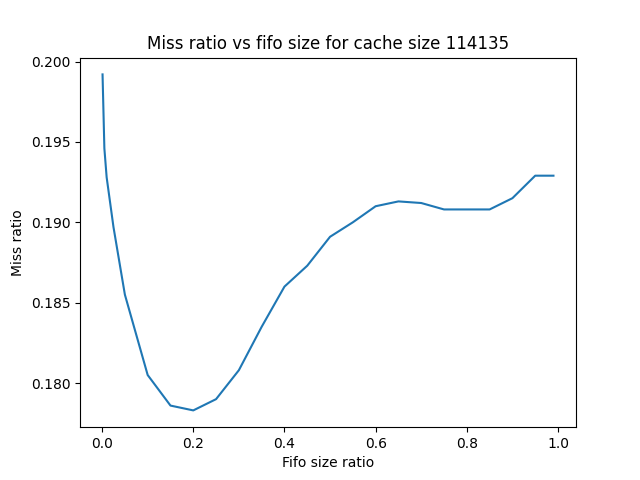 Miss ratio vs fifo size for cache size 114135
0.200
0.195
0.190
0.185
0.180
Miss ratio
0.0 0.2 0.4 0.6 0.8 1.0
Fifo size ratio